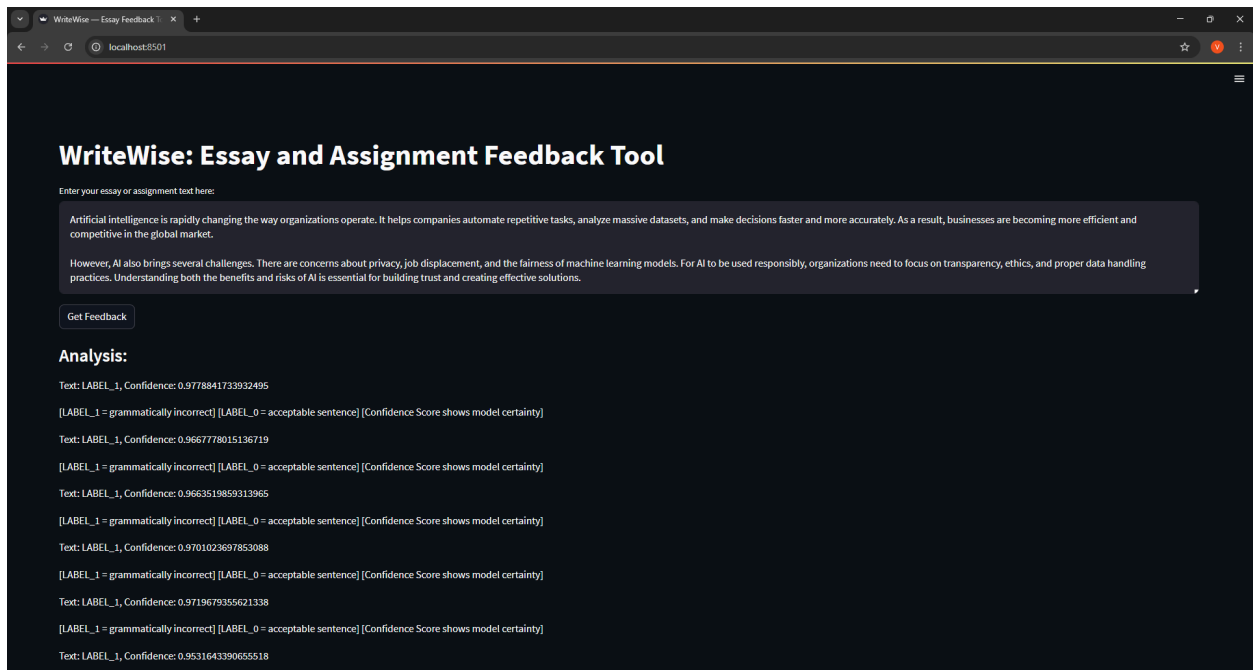 WriteWise — Essay Feedback T
localhost:8501
V
WriteWise: Essay and Assignment Feedback Tool
Enter your essay or assignment text here:
Artificial intelligence is rapidly changing the way organizations operate. It helps companies automate repetitive tasks, analyze massive datasets, and make decisions faster and more accurately. As a result, businesses are becoming more efficient and
competitive in the global market.
However, AI also brings several challenges. There are concerns about privacy, job displacement, and the fairness of machine learning models. For AI to be used responsibly, organizations need to focus on transparency, ethics, and proper data handling
practices. Understanding both the benefits and risks of AI is essential for building trust and creating effective solutions.
Get Feedback
Analysis:
Text: LABEL_1, Confidence: 0.9778841733932495
[LABEL_1 = grammatically incorrect] [LABEL_0 = acceptable sentence] [Confidence Score shows model certainty]
Text: LABEL_1, Confidence: 0.9667778015136719
[LABEL_1 = grammatically incorrect] [LABEL_0 = acceptable sentence] [Confidence Score shows model certainty]
Text: LABEL_1, Confidence: 0.9663519859313965
[LABEL_1 = grammatically incorrect] [LABEL_0 = acceptable sentence] [Confidence Score shows model certainty]
Text: LABEL_1, Confidence: 0.9701023697853088
[LABEL_1 = grammatically incorrect] [LABEL_0 = acceptable sentence] [Confidence Score shows model certainty]
Text: LABEL_1, Confidence: 0.9719679355621338
[LABEL_1 = grammatically incorrect] [LABEL_0 = acceptable sentence] [Confidence Score shows model certainty]
Text: LABEL_1, Confidence: 0.9531643390655518